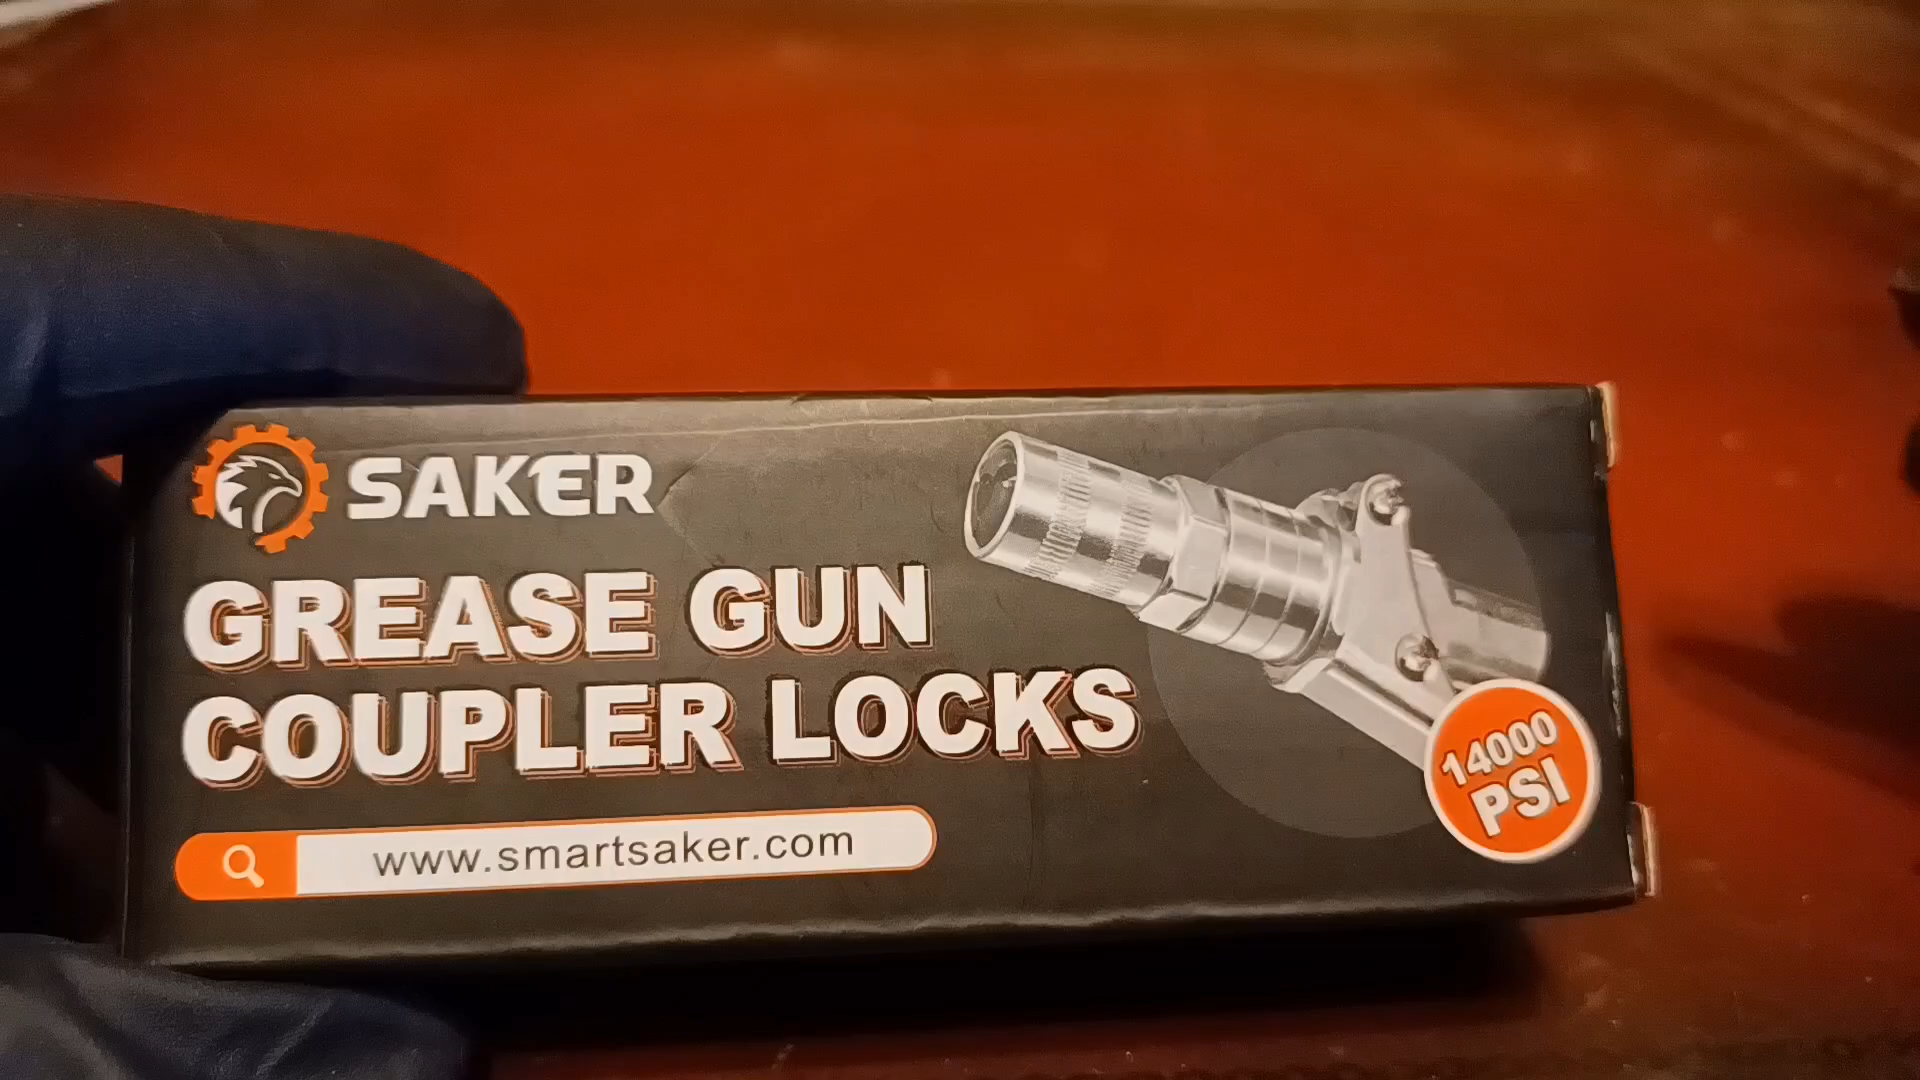 SAKER
GREASE GUN
COUPLER LOCKS
www.smartsaker.com
14000
PSI